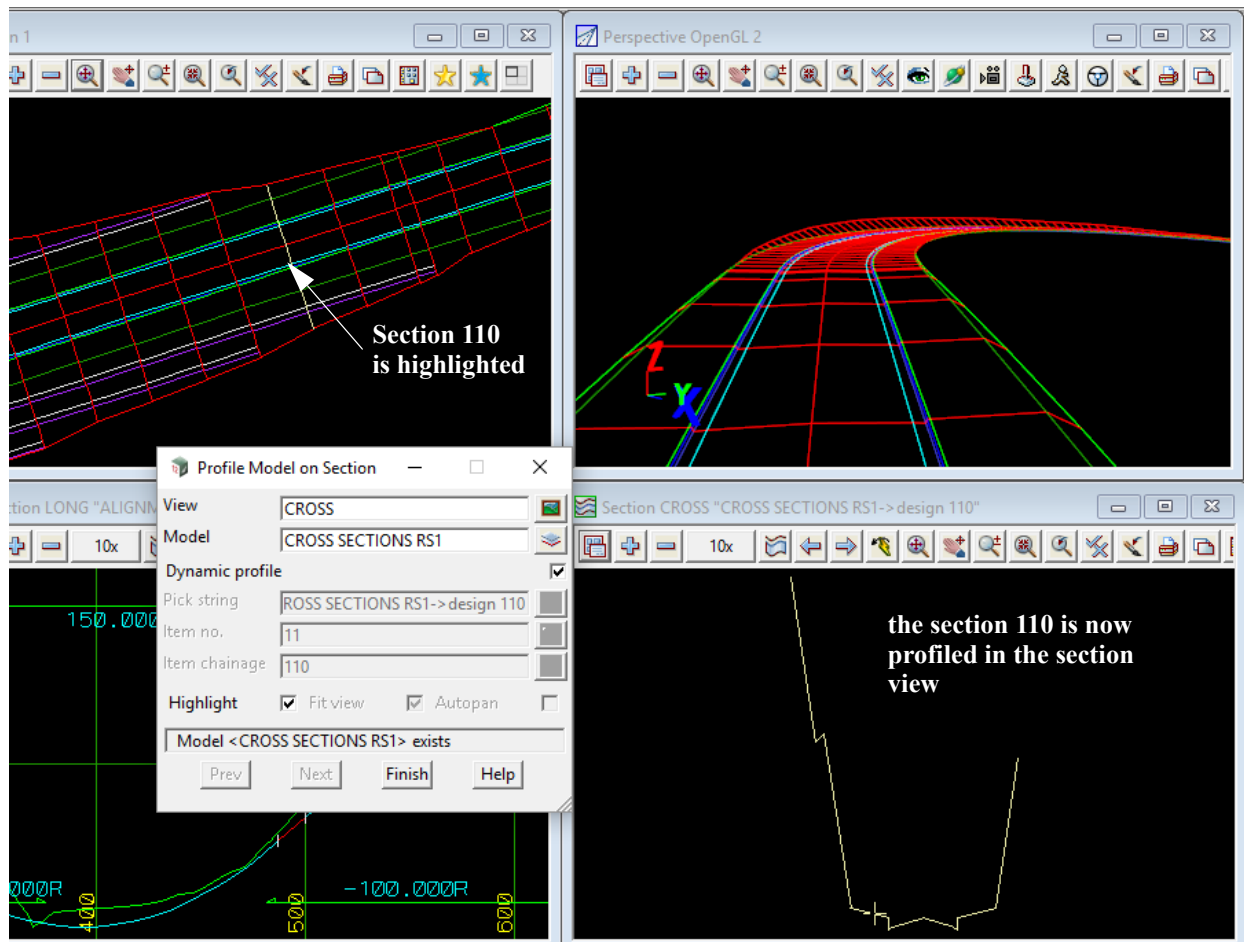 n 1
Perspective OpenGL 2
Section 110
is highlighted
Z
Y
X
Profile Model on Section
View
CROSS
Model
CROSS SECTIONS RS1
Dynamic profile
Pick string
ROSS SECTIONS RS1->design 110
Item no.
11
Item chainage
110
Highlight
Fit view
Autopan
Model <CROSS SECTIONS RS1> exists
Prev
Next
Finish
Help
ction LONG "ALIGNM
10x
150.000
000R
400
-100.000R
500
600
Section CROSS "CROSS SECTIONS RS1->design 110"
10x
the section 110 is now
profiled in the section
view